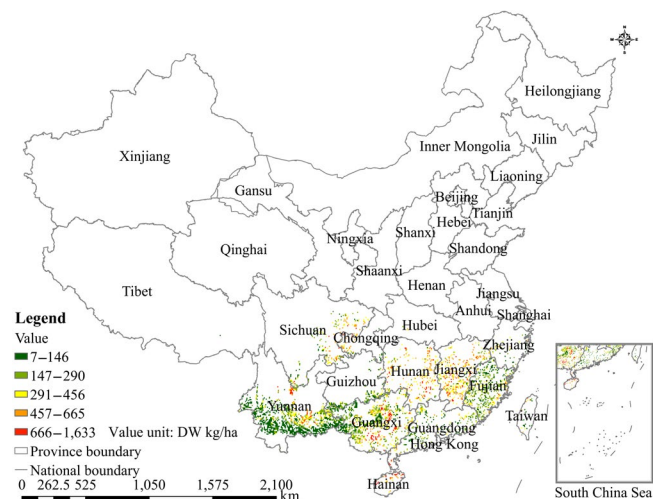 N
W
E
S
Heilongjiang
Jilin
Inner Mongolia
Liaoning
Xinjiang
Gansu
Beijing
Tianjin
Hebei
Ningxia
Shanxi
Shandong
Qinghai
Shaanxi
Henan
Jiangsu
Tibet
Anhui
Shanghai
Hubei
Sichuan
Chongqing
Zhejiang
Hunan
Jiangxi
Guizhou
Fujian
Yunnan
Taiwan
Guangxi
Guangdong
Hong Kong
Hainan
Legend
Value
7–146
147–290
291–456
457–665
666–1,633 Value unit: DW kg/ha
Province boundary
National boundary
0 262.5 525 1,050 1,575 2,100
km
South China Sea